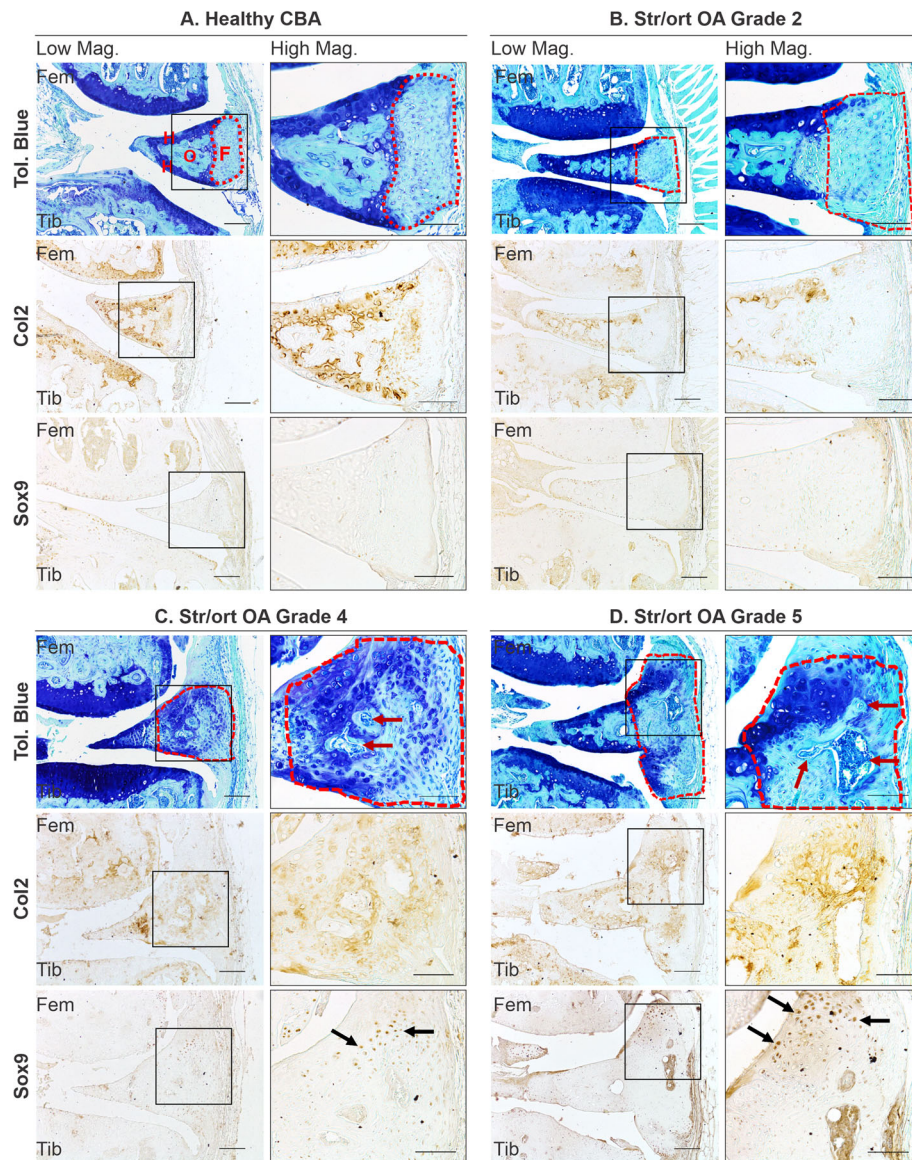 A. Healthy CBA
B. Str/ort OA Grade 2
Low Mag.
High Mag.
Low Mag.
High Mag.
Tol. Blue
Fem
H
O
F
H
Tib
Fem
Tib
Col2
Fem
Tib
Fem
Tib
Sox9
Fem
Tib
Fem
Tib
C. Str/ort OA Grade 4
D. Str/ort OA Grade 5
Tol. Blue
Fem
Tib
Fem
Tib
Col2
Fem
Tib
Fem
Tib
Sox9
Fem
Tib
Fem
Tib